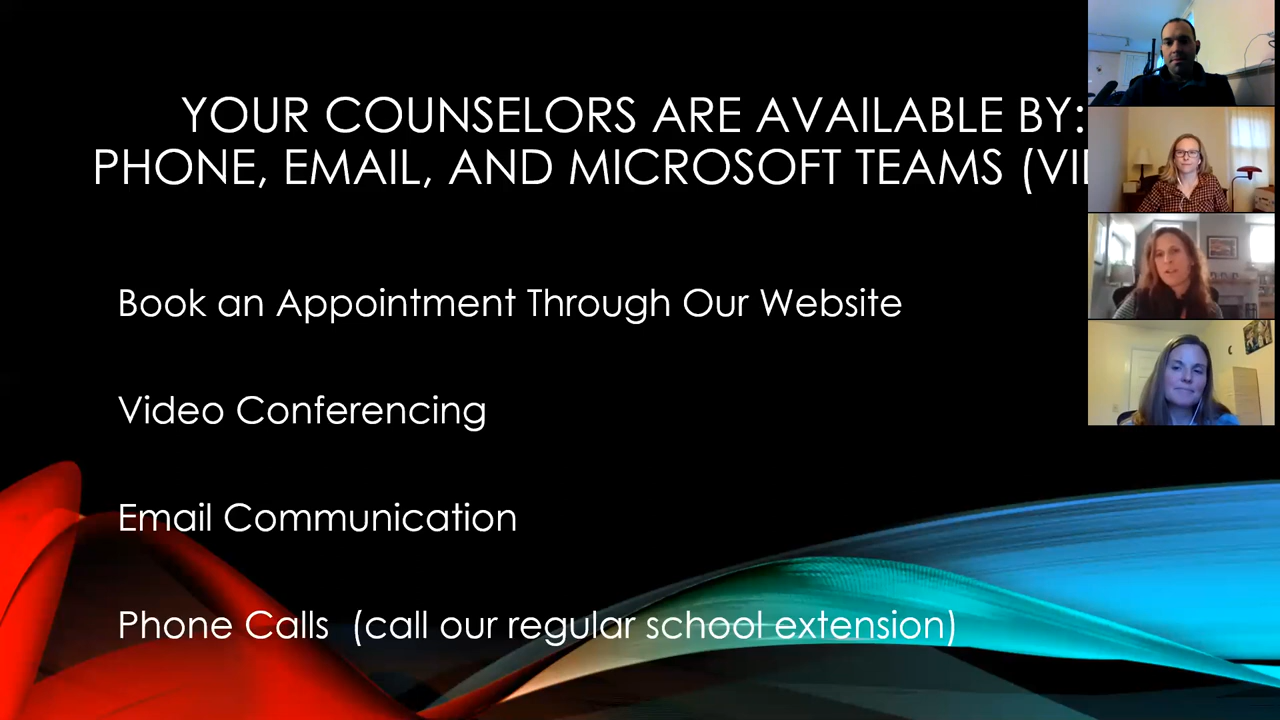 YOUR COUNSELORS ARE AVAILABLE BY:
PHONE, EMAIL, AND MICROSOFT TEAMS
Book an Appointment Through Our Website
Video Conferencing
Email Communication
Phone Calls (call our regular school extension)